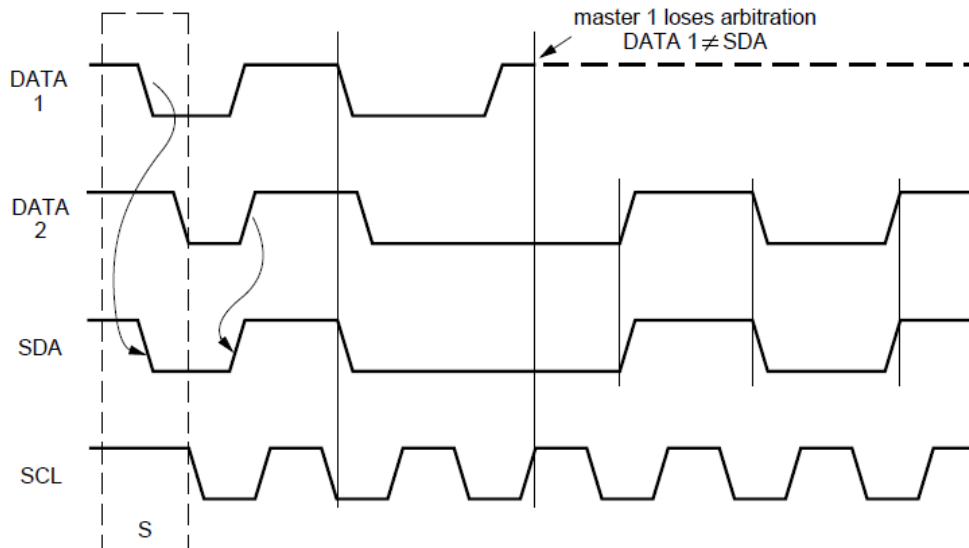 master 1 loses arbitration
DATA 1 ≠ SDA
DATA
1
DATA
2
SDA
SCL
S